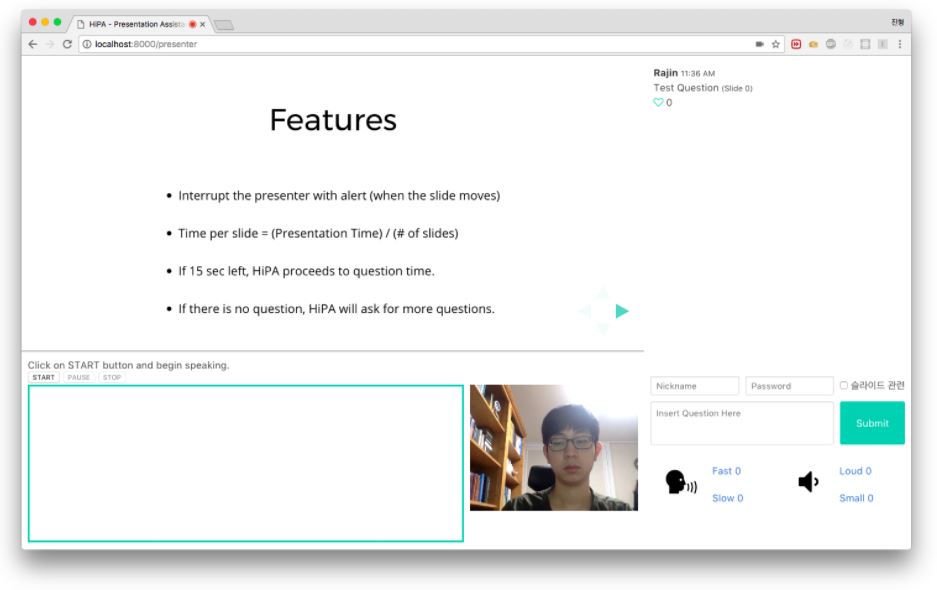 HiPA - Presentation Assista
진형
localhost:8000/presenter
Features
Interrupt the presenter with alert (when the slide moves)
Time per slide = (Presentation Time) / (# of slides)
If 15 sec left, HiPA proceeds to question time.
If there is no question, HiPA will ask for more questions.
Click on START button and begin speaking.
START PAUSE STOP
Rajin 11:36 AM
Test Question (Slide 0)
0
Nickname Password 슬라이드 관련
Insert Question Here
Submit
Fast 0 Loud 0
Slow 0 Small 0